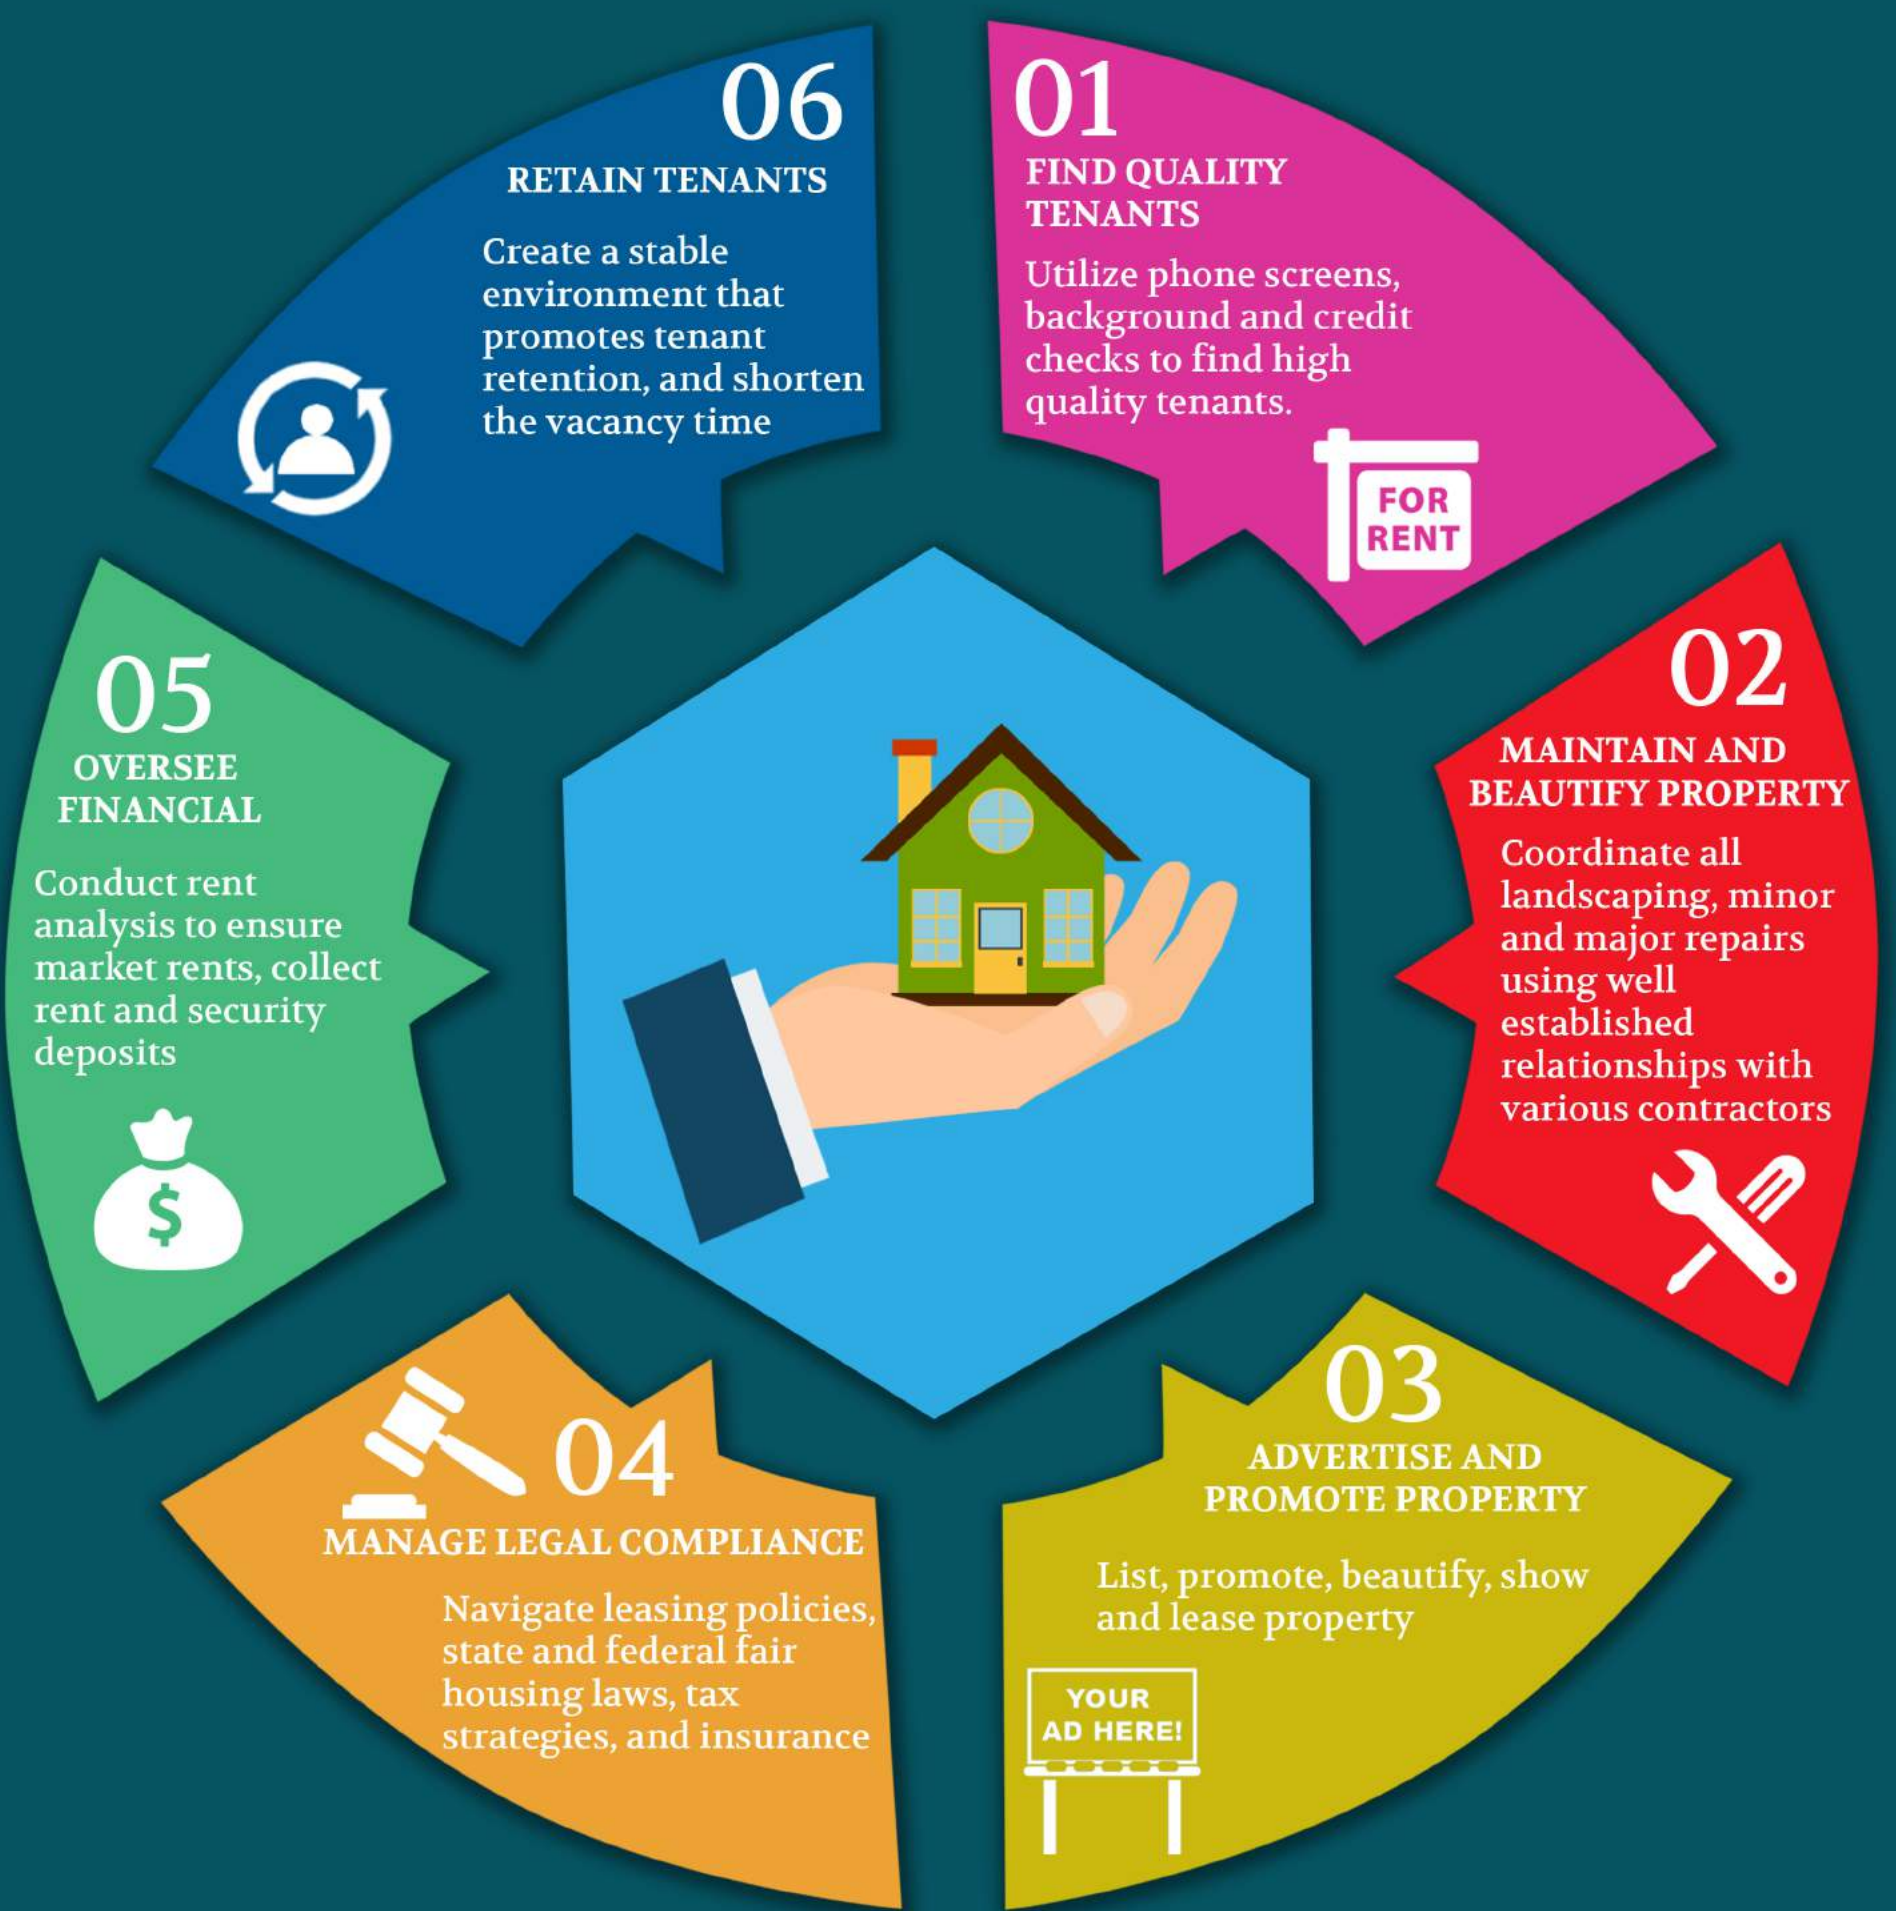 01
FIND QUALITY
TENANTS
Utilize phone screens,
background and credit
checks to find high
quality tenants.
FOR
RENT
02
MAINTAIN AND
BEAUTIFY PROPERTY
Coordinate all
landscaping, minor
and major repairs
using well
established
relationships with
various contractors
03
ADVERTISE AND
PROMOTE PROPERTY
List, promote, beautify, show
and lease property
YOUR
AD HERE!
04
MANAGE LEGAL COMPLIANCE
Navigate leasing policies,
state and federal fair
housing laws, tax
strategies, and insurance
05
OVERSEE
FINANCIAL
Conduct rent
analysis to ensure
market rents, collect
rent and security
deposits
$
06
RETAIN TENANTS
Create a stable
environment that
promotes tenant
retention, and shorten
the vacancy time